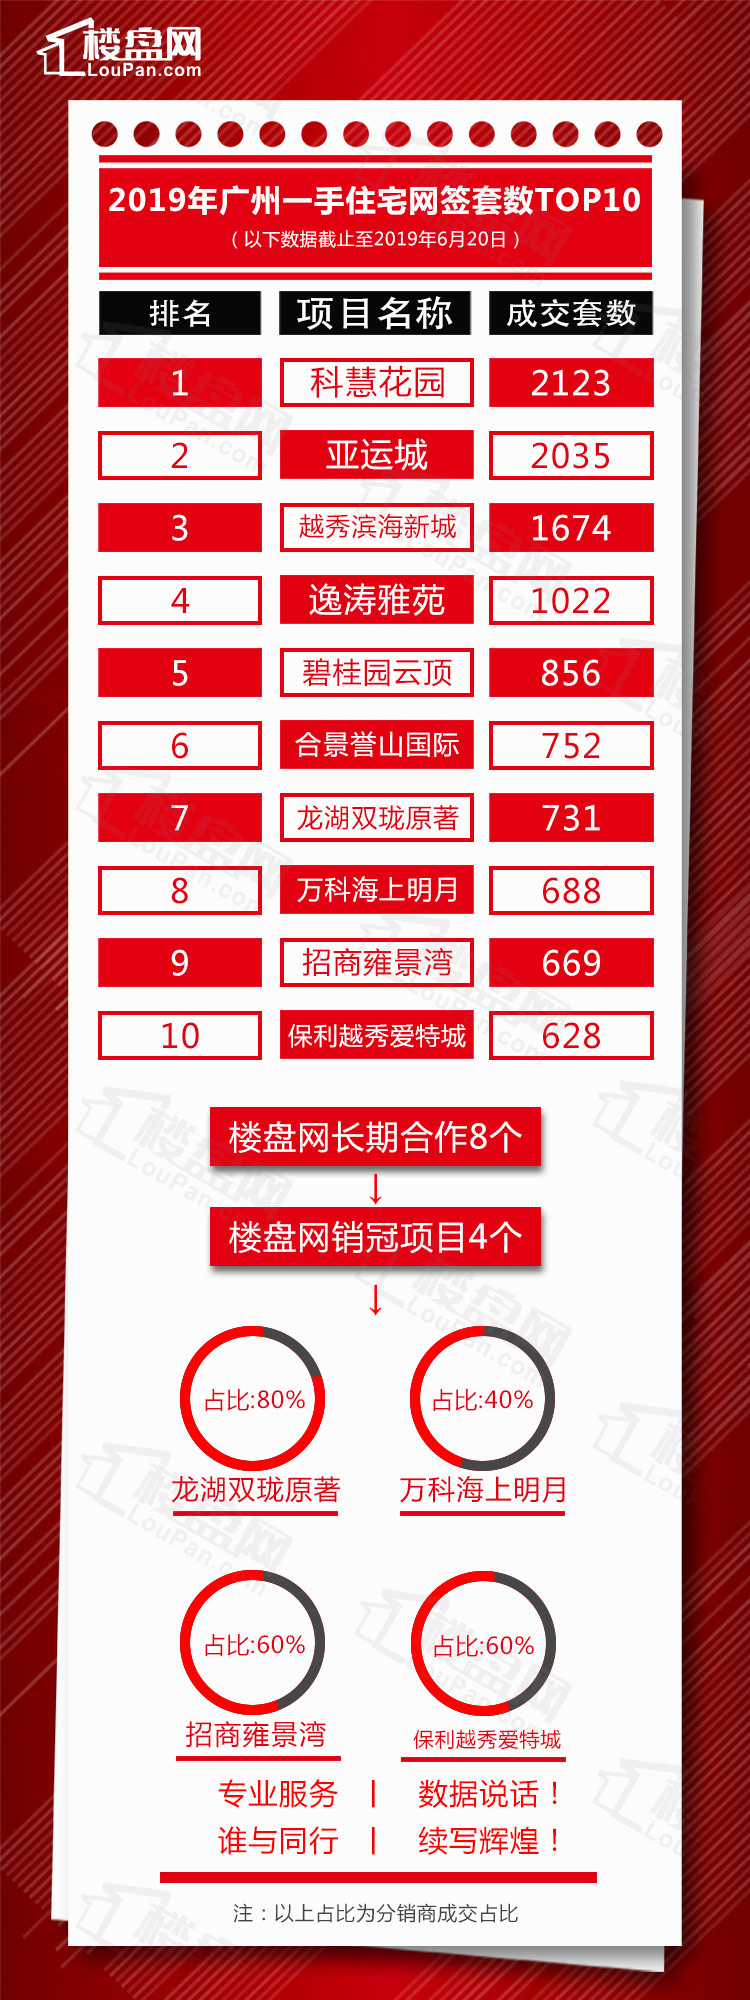 楼盘网
LouPan.com
2019年广州一手住宅网签套数TOP10
（以下数据截止至2019年6月20日）
排名 项目名称 成交套数
1 科慧花园 2123
2 亚运城 2035
3 越秀滨海新城 1674
4 逸涛雅苑 1022
5 碧桂园云顶 856
6 合景誉山国际 752
7 龙湖双珑原著 731
8 万科海上明月 688
9 招商雍景湾 669
10 保利越秀爱特城 628
楼盘网长期合作8个
↓
楼盘网销冠项目4个
↓
占比:80% 占比:40%
龙湖双珑原著 万科海上明月
占比:60% 占比:60%
招商雍景湾 保利越秀爱特城
专业服务 | 数据说话！
谁与同行 | 续写辉煌！
注：以上占比为分销商成交占比